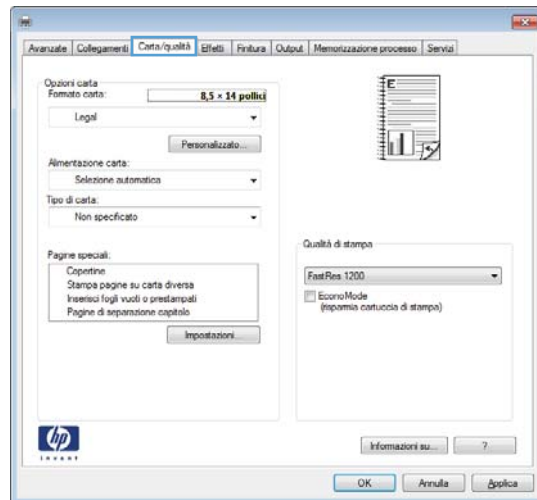 Avanzate Collegamenti Carta/qualità Effetti Finitura Output Memorizzazione processo Servizi
Opzioni carta
Formato carta: 8,5 × 14 pollici
Legal
Personalizzato...
Alimentazione carta:
Selezione automatica
Tipo di carta:
Non specificato
Pagine speciali:
Copertine
Stampa pagine su carta diversa
Inserisci fogli vuoti o prestampati
Pagine di separazione capitolo
Impostazioni...
E
Qualità di stampa
FastRes 1200
EconoMode
(risparmia cartuccia di stampa)
hp
invent
Informazioni su... ?
OK Annulla Applica